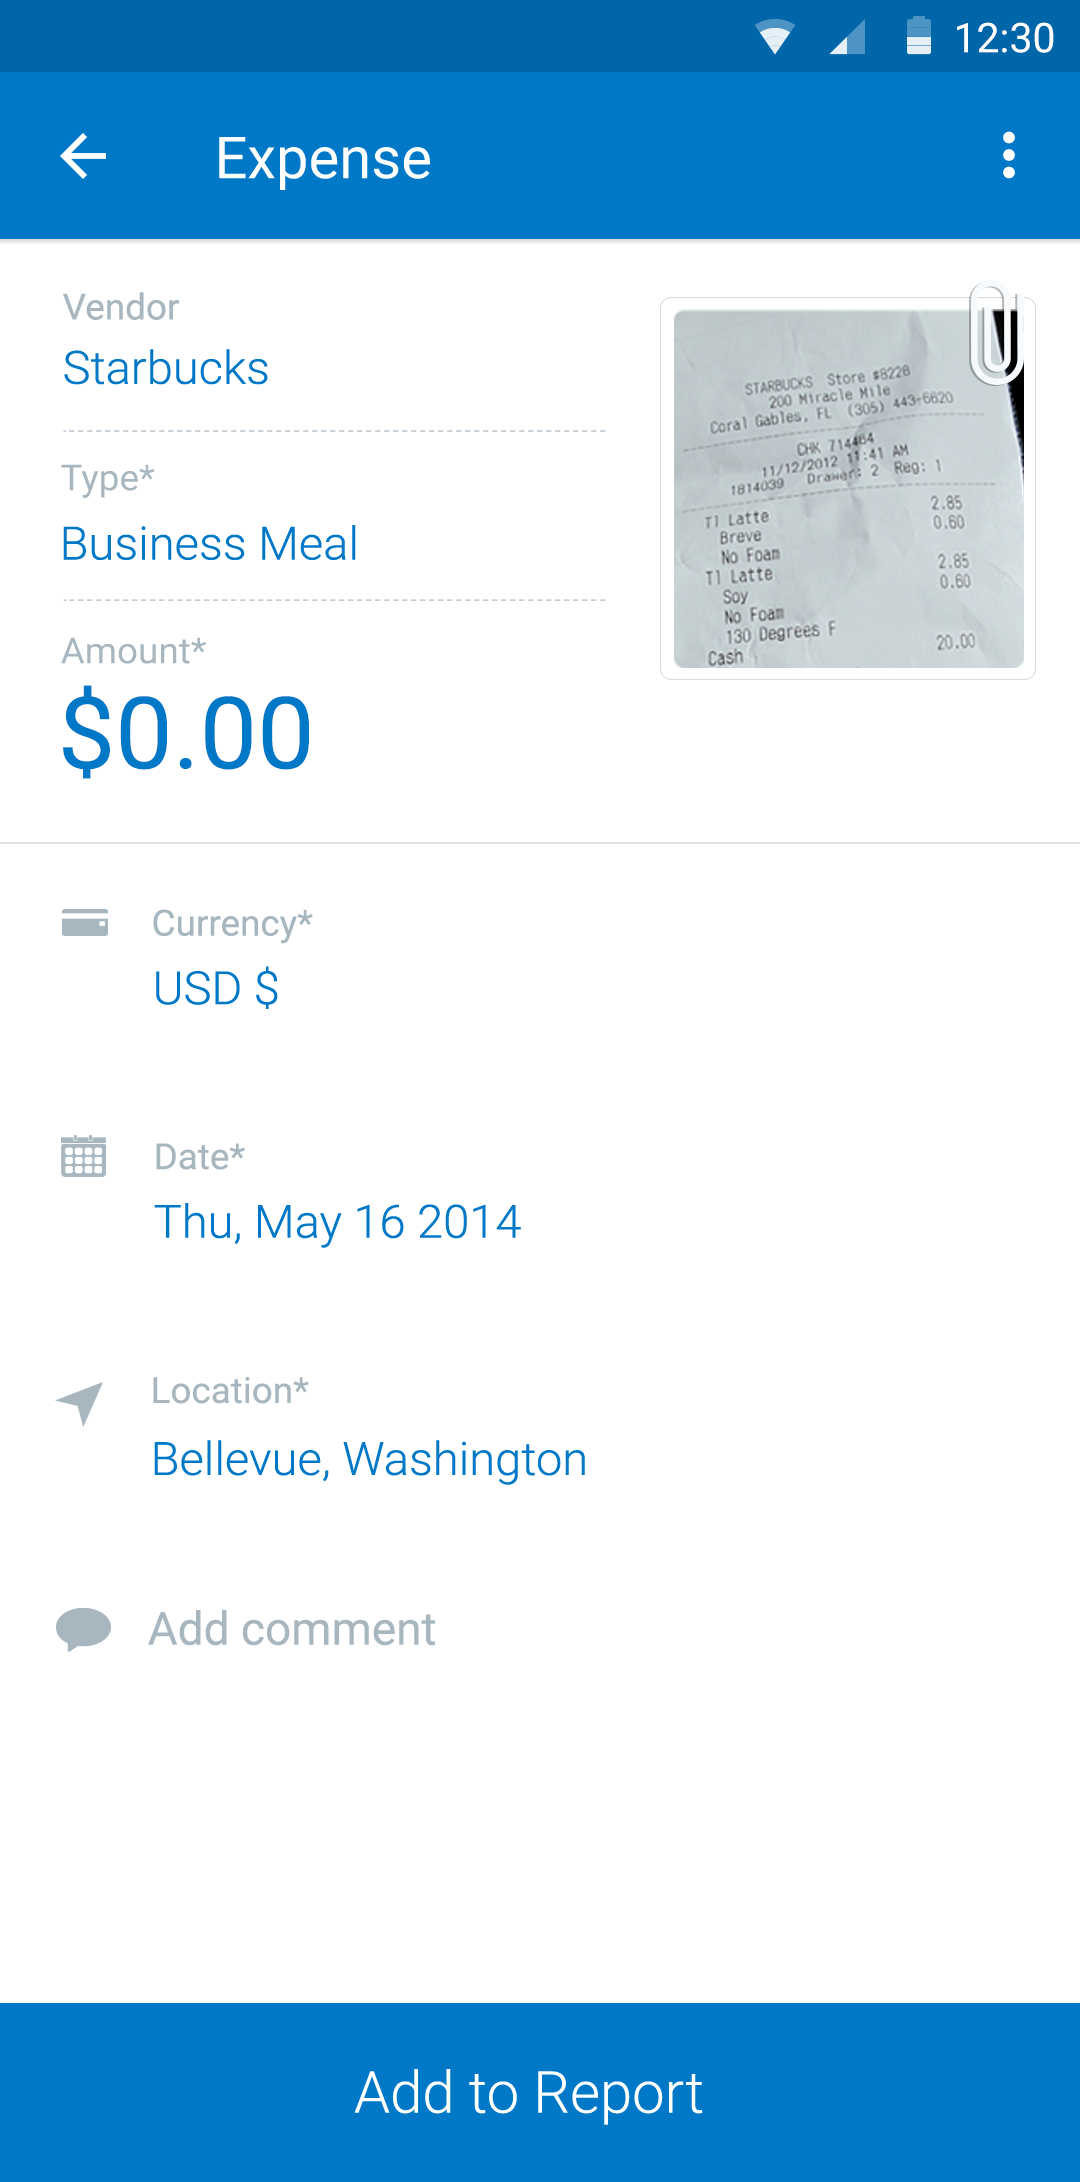 12:30
Expense
Vendor
Starbucks
Type*
Business Meal
Amount*
$0.00
STARBUCKS Store #8228
200 Miracle Mile
Coral Gables, FL (305) 443-6620
CHK 714464
11/12/2012 11:41 AM
1814039 Drawer: 2 Reg: 1
Tl Latte 2.85
Breve 0.60
No Foam
Tl Latte 2.85
Soy 0.60
No Foam
130 Degrees F
Cash 20.00
Currency*
USD $
Date*
Thu, May 16 2014
Location*
Bellevue, Washington
Add comment
Add to Report